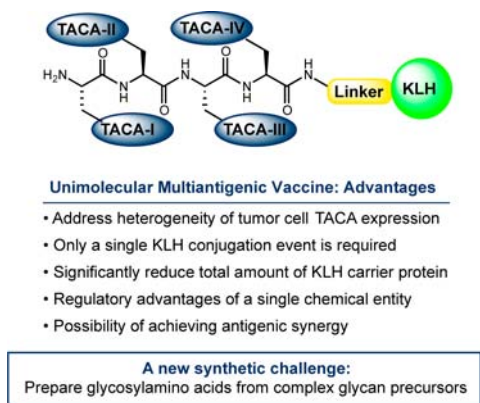 TACA-II
TACA-IV
O
H
N
O
H
N
H2N
N
H
O
N
H
O
Linker
KLH
TACA-I
TACA-III
Unimolecular Multiantigenic Vaccine: Advantages
• Address heterogeneity of tumor cell TACA expression
• Only a single KLH conjugation event is required
• Significantly reduce total amount of KLH carrier protein
• Regulatory advantages of a single chemical entity
• Possibility of achieving antigenic synergy
A new synthetic challenge:
Prepare glycosylamino acids from complex glycan precursors